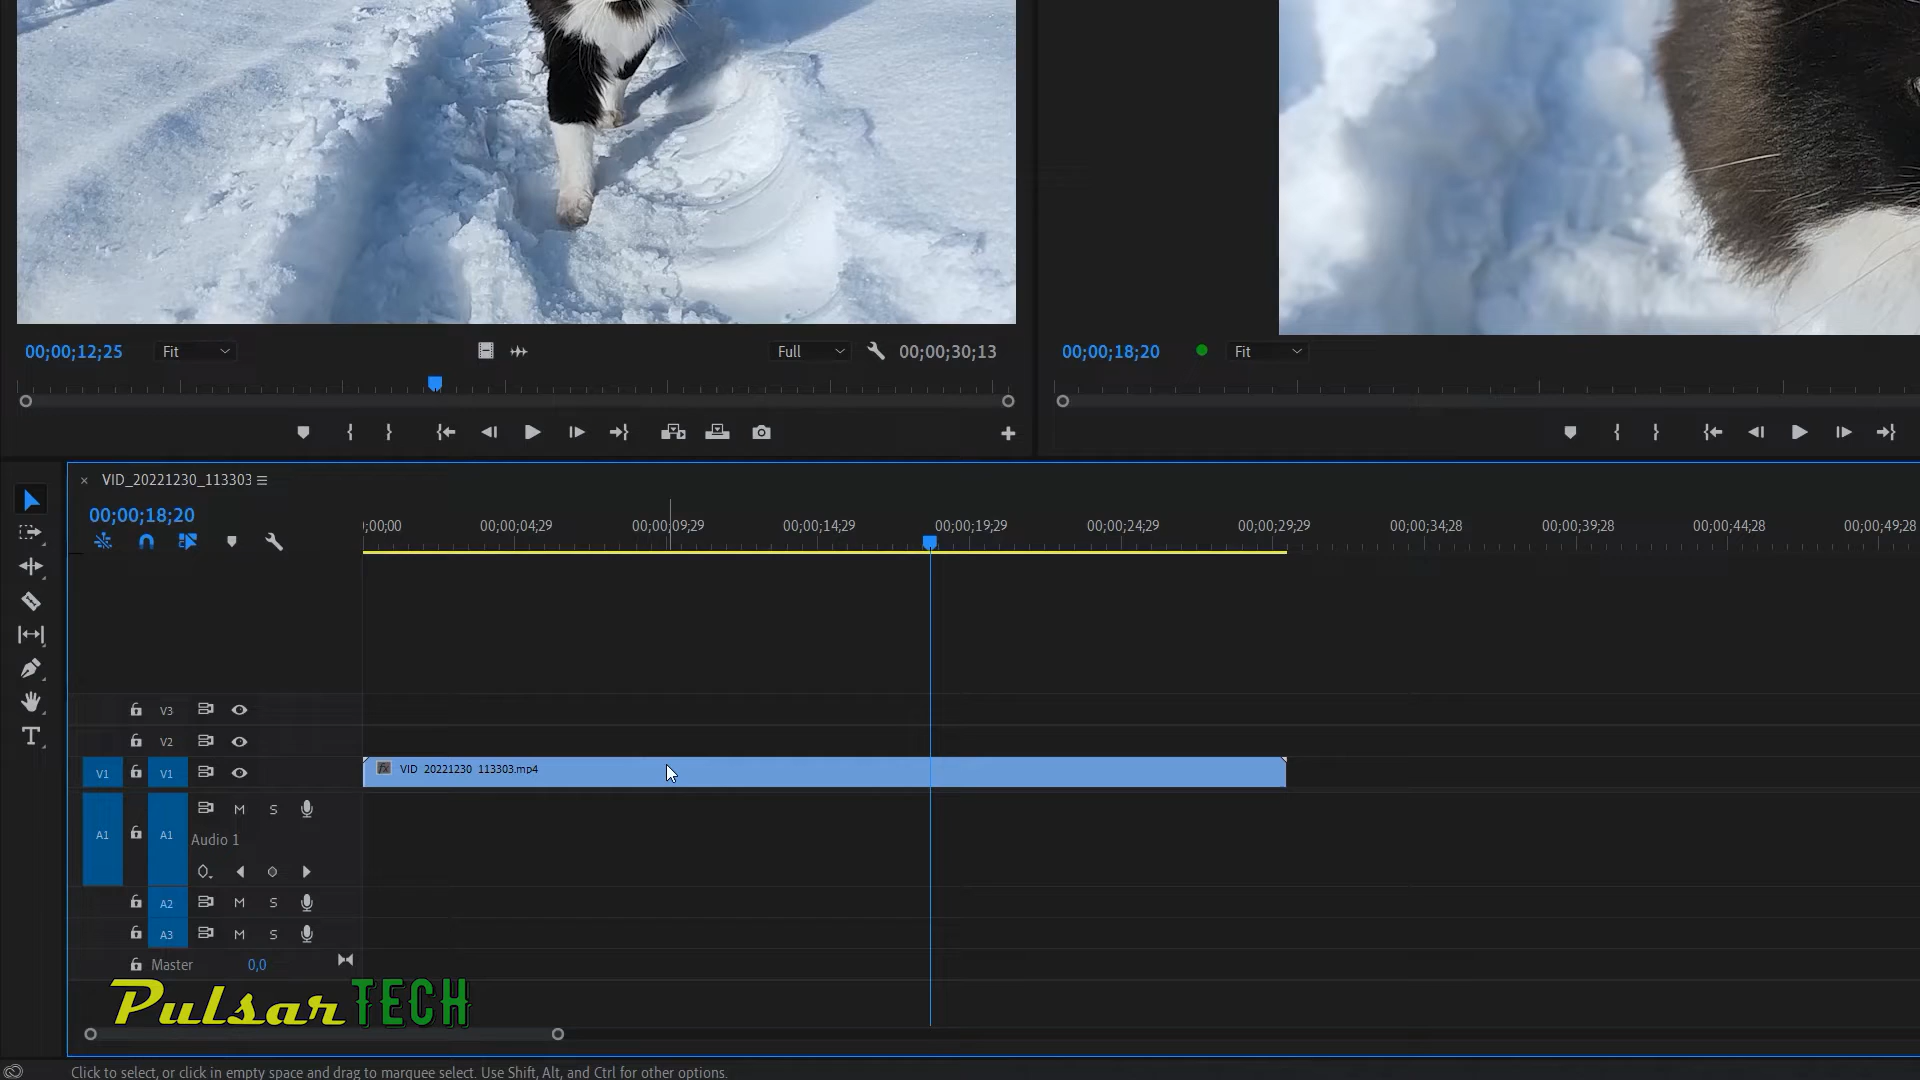 00;00;12;25
Fit
Full
00;00;30;13
00;00;18;20
Fit
VID_20221230_113303
00;00;18;20
;00;00
00;00;04;29
00;00;09;29
00;00;14;29
00;00;19;29
00;00;24;29
00;00;29;29
00;00;34;28
00;00;39;28
00;00;44;28
00;00;49;28
V3
V2
V1
V1
fx
VID_20221230_113303.mp4
A1
A1
M
S
Audio 1
A2
M
S
A3
M
S
Master
0,0
PulsarTECH
Click to select, or click in empty space and drag to marquee select. Use Shift, Alt, and Ctrl for other options.